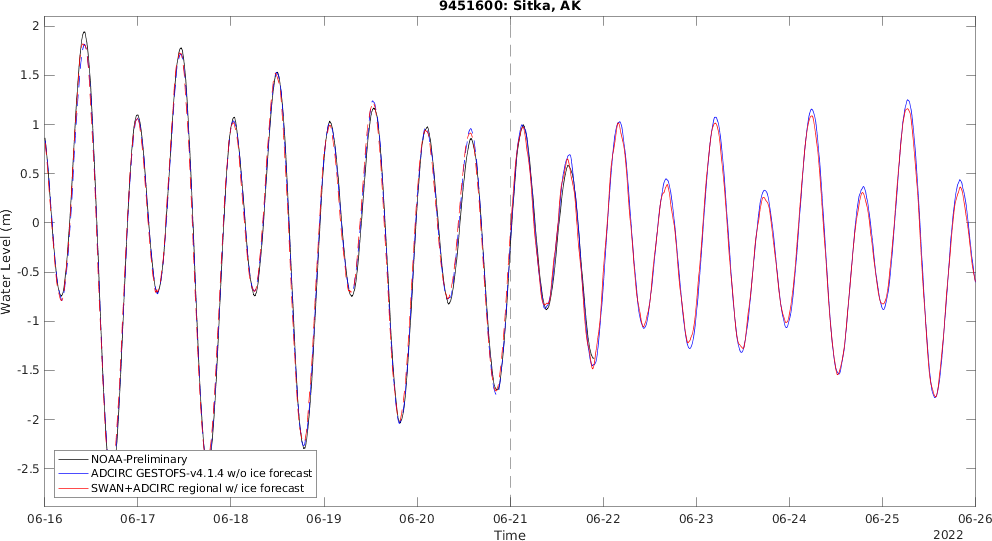 9451600: Sitka, AK
2
1.5
1
0.5
0
-0.5
-1
-1.5
-2
-2.5
Water Level (m)
NOAA-Preliminary
ADCIRC GESTOFS-v4.1.4 w/o ice forecast
SWAN+ADCIRC regional w/ ice forecast
06-16 06-17 06-18 06-19 06-20 06-21 06-22 06-23 06-24 06-25 06-26
Time
2022